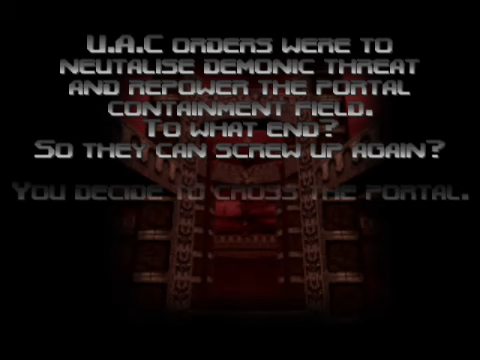 U.A.C orders were to
neutalise demonic threat
and repower the portal
containment field.
To what end?
So they can screw up again?
You decide to cross the portal.